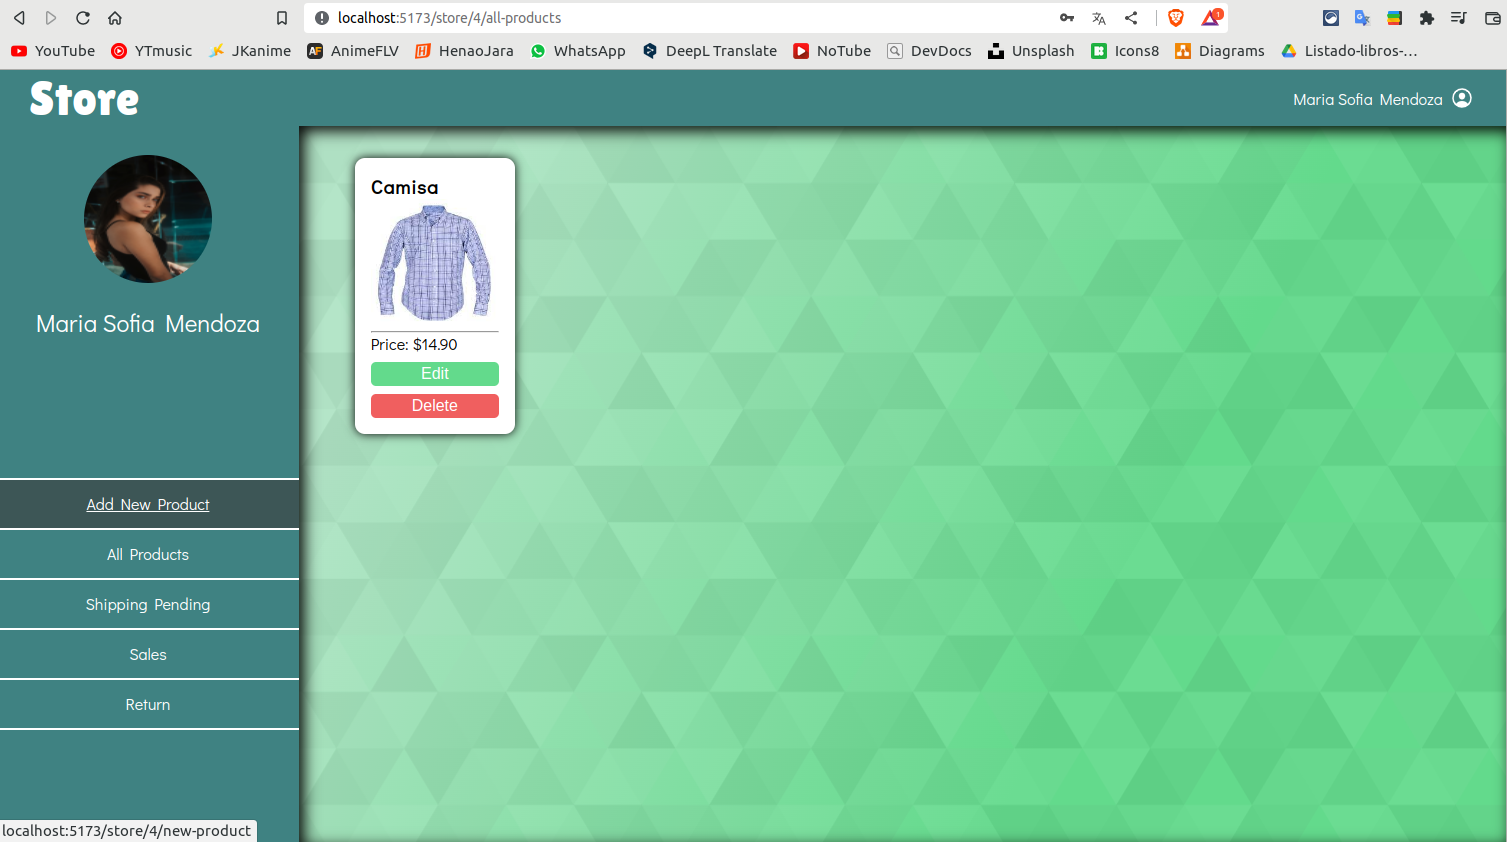 localhost:5173/store/4/all-products
1
YouTube YTmusic JKanime AnimeFLV HenaoJara WhatsApp DeepL Translate NoTube DevDocs Unsplash Icons8 Diagrams Listado-libros-…
Store
Maria Sofia Mendoza
Maria Sofia Mendoza
Camisa
Price: $14.90
Edit
Delete
Add New Product
All Products
Shipping Pending
Sales
Return
localhost:5173/store/4/new-product